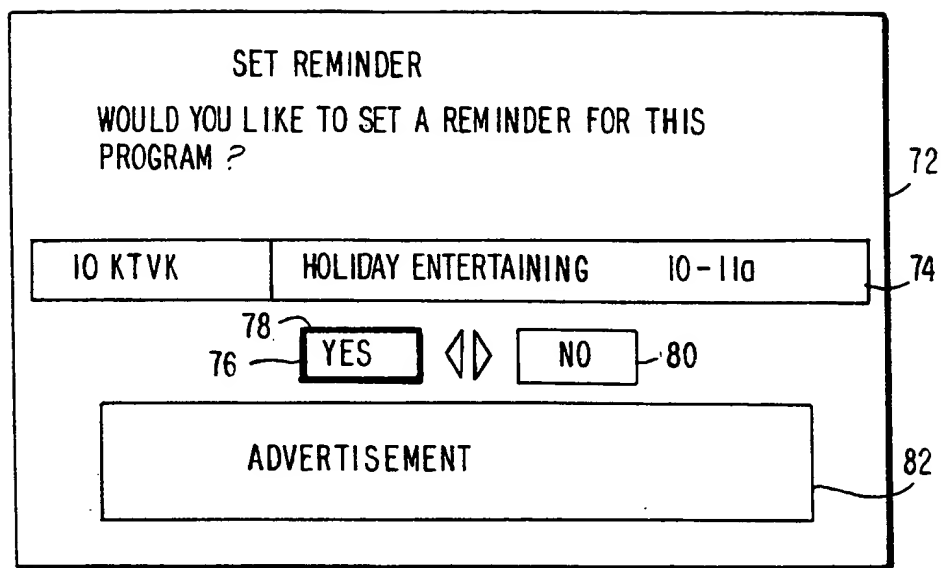 SET REMINDER
WOULD YOU LIKE TO SET A REMINDER FOR THIS
PROGRAM ?
72
10 KTVK HOLIDAY ENTERTAINING 10-11a 74
78
76 YES NO 80
ADVERTISEMENT
82